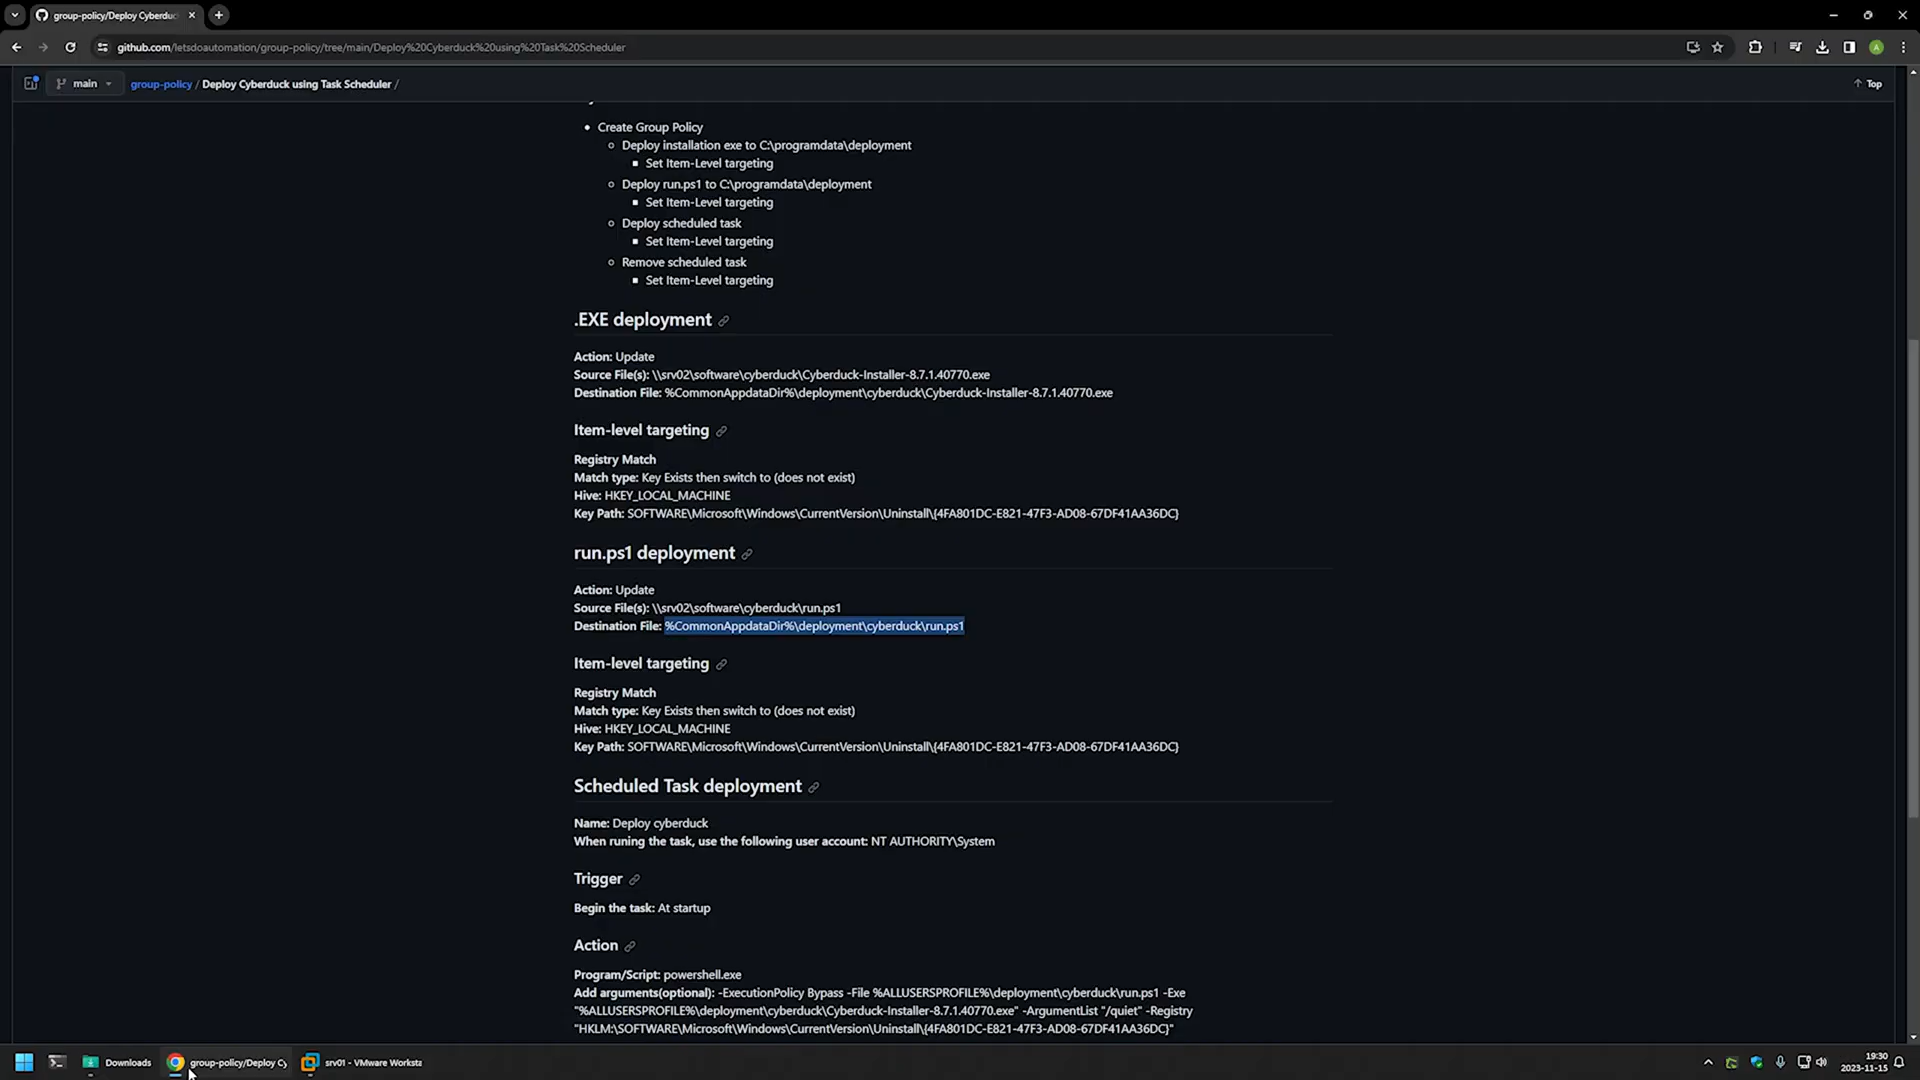 group-policy/Deploy Cyberduc
github.com/letsdoautomation/group-policy/tree/main/Deploy%20Cyberduck%20using%20Task%20Scheduler
A
main
group-policy / Deploy Cyberduck using Task Scheduler /
Top
Create Group Policy
Deploy installation exe to C:\programdata\deployment
Set Item-Level targeting
Deploy run.ps1 to C:\programdata\deployment
Set Item-Level targeting
Deploy scheduled task
Set Item-Level targeting
Remove scheduled task
Set Item-Level targeting
.EXE deployment
Action: Update
Source File(s): \\srv02\software\cyberduck\Cyberduck-Installer-8.7.1.40770.exe
Destination File: %CommonAppdataDir%\deployment\cyberduck\Cyberduck-Installer-8.7.1.40770.exe
Item-level targeting
Registry Match
Match type: Key Exists then switch to (does not exist)
Hive: HKEY_LOCAL_MACHINE
Key Path: SOFTWARE\Microsoft\Windows\CurrentVersion\Uninstall\{4FA801DC-E821-47F3-AD08-67DF41AA36DC}
run.ps1 deployment
Action: Update
Source File(s): \\srv02\software\cyberduck\run.ps1
Destination File: %CommonAppdataDir%\deployment\cyberduck\run.ps1
Item-level targeting
Registry Match
Match type: Key Exists then switch to (does not exist)
Hive: HKEY_LOCAL_MACHINE
Key Path: SOFTWARE\Microsoft\Windows\CurrentVersion\Uninstall\{4FA801DC-E821-47F3-AD08-67DF41AA36DC}
Scheduled Task deployment
Name: Deploy cyberduck
When runing the task, use the following user account: NT AUTHORITY\System
Trigger
Begin the task: At startup
Action
Program/Script: powershell.exe
Add arguments(optional): -ExecutionPolicy Bypass -File %ALLUSERSPROFILE%\deployment\cyberduck\run.ps1 -Exe
"%ALLUSERSPROFILE%\deployment\cyberduck\Cyberduck-Installer-8.7.1.40770.exe" -ArgumentList "/quiet" -Registry
"HKLM:\SOFTWARE\Microsoft\Windows\CurrentVersion\Uninstall\{4FA801DC-E821-47F3-AD08-67DF41AA36DC}"
Downloads
group-policy/Deploy Cy
srv01 - VMware Worksta
19:30
2023-11-15